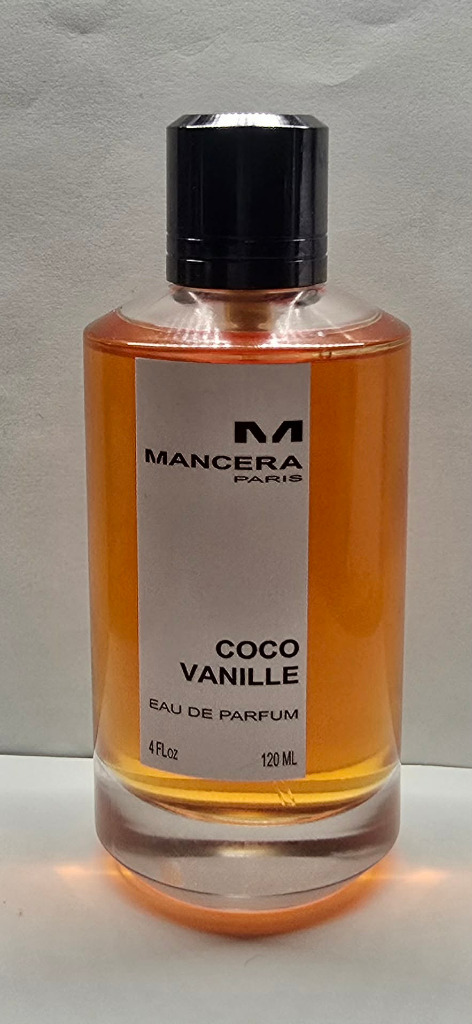 M
MANCERA
PARIS
COCO
VANILLE
EAU DE PARFUM
4 FLoz 120 ML